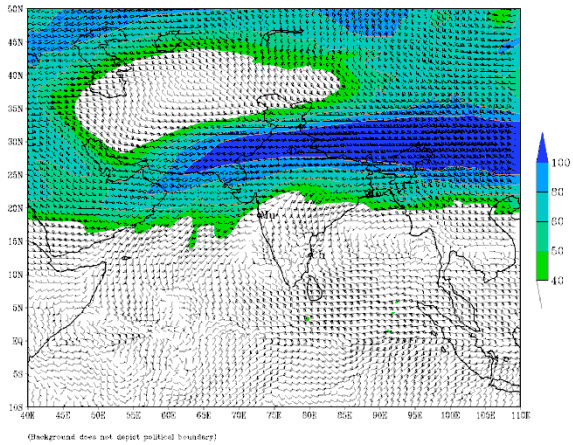 50N
45N
40N
35N
30N
25N
20N
15N
10N
5N
EQ
5S
10S
Mu
100
80
60
50
40
40E 45E 50E 55E 60E 65E 70E 75E 80E 85E 90E 95E 100E 105E 110E
(Background does not depict political boundary)